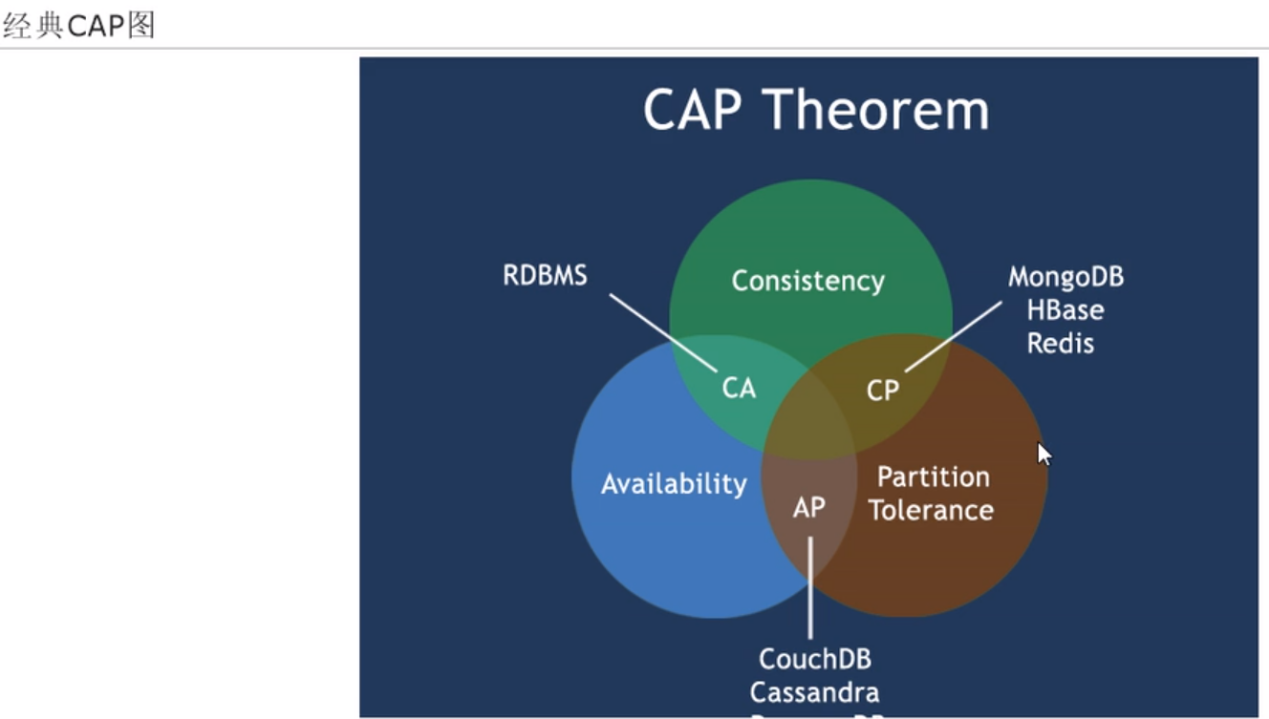 经典CAP图
CAP Theorem
RDBMS
Consistency
MongoDB
HBase
Redis
CA
CP
Availability
Partition
Tolerance
AP
CouchDB
Cassandra